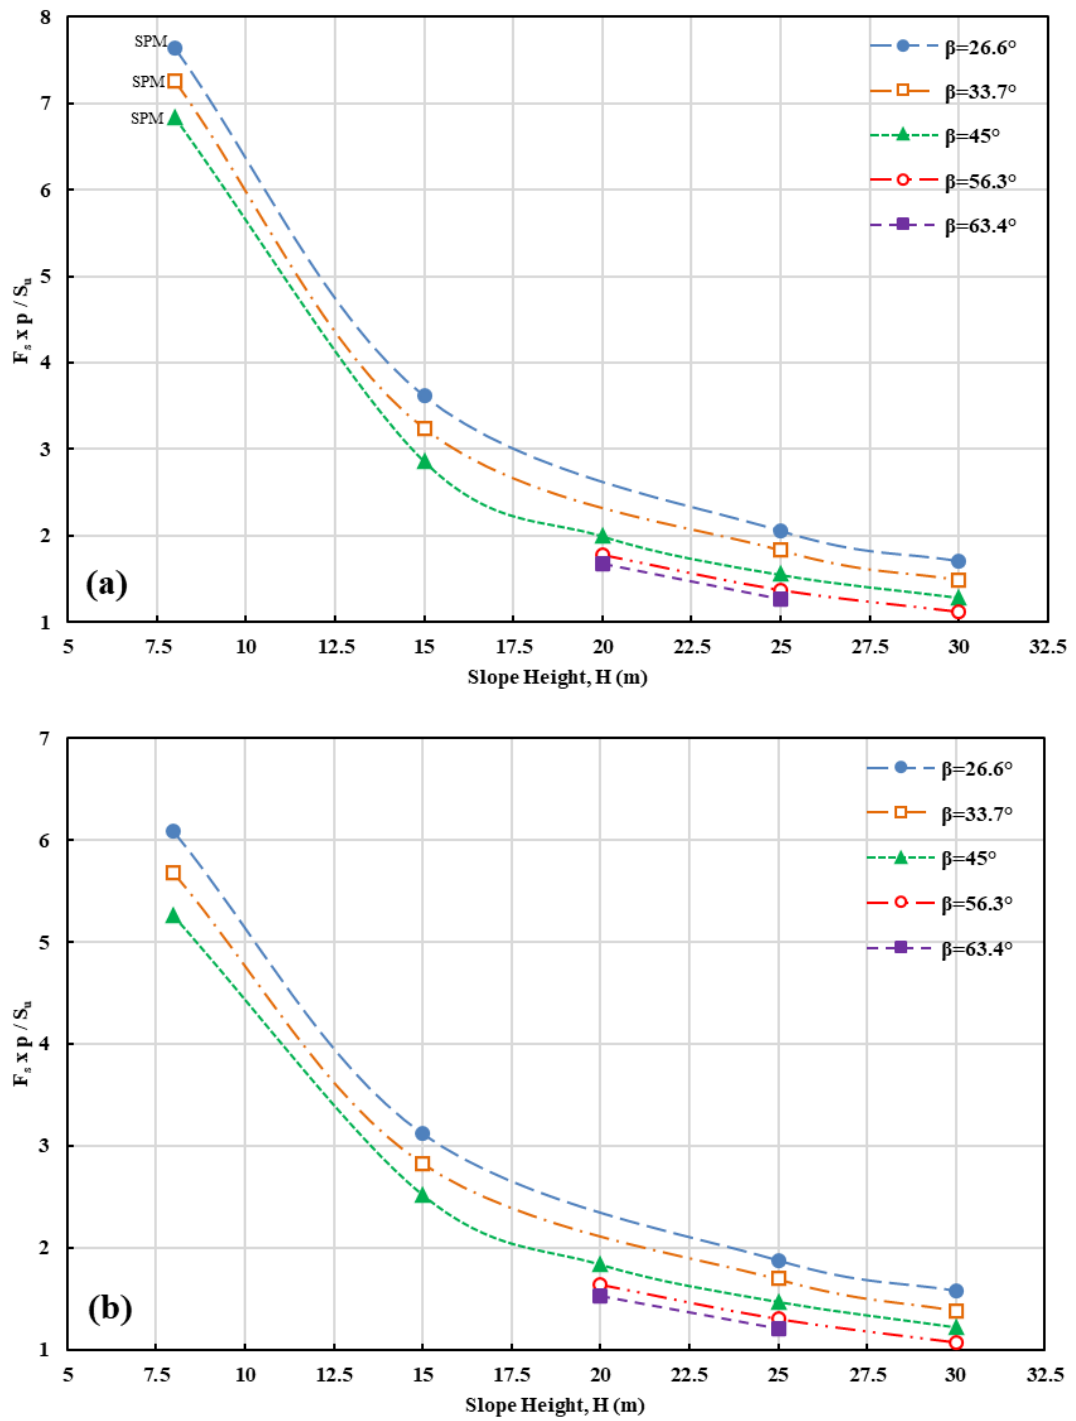 8
SPM
β=26.6°
7
SPM
β=33.7°
SPM
β=45°
6
β=56.3°
β=63.4°
5
F_s x p / S_u
4
3
2
(a)
1
5 7.5 10 12.5 15 17.5 20 22.5 25 27.5 30 32.5
Slope Height, H (m)
7
β=26.6°
6
β=33.7°
β=45°
5
β=56.3°
β=63.4°
4
F_s x p / S_u
3
2
(b)
1
5 7.5 10 12.5 15 17.5 20 22.5 25 27.5 30 32.5
Slope Height, H (m)